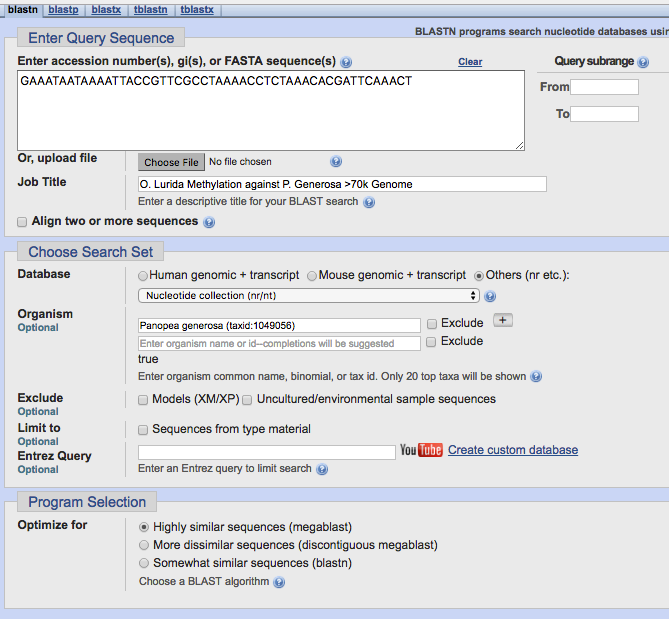 blastn blastp blastx tblastn tblastx
BLASTN programs search nucleotide databases usin
Enter Query Sequence
Enter accession number(s), gi(s), or FASTA sequence(s) Clear Query subrange
GAAATAATAAAATTACCGTTCGCCTAAAACCTCTAAACACGATTCAAACT
From
To
Or, upload file Choose File No file chosen
Job Title O. Lurida Methylation against P. Generosa >70k Genome
Enter a descriptive title for your BLAST search
Align two or more sequences
Choose Search Set
Database Human genomic + transcript Mouse genomic + transcript Others (nr etc.):
Nucleotide collection (nr/nt)
Organism
Optional Panopea generosa (taxid:1049056) Exclude +
Enter organism name or id--completions will be suggested Exclude
true
Enter organism common name, binomial, or tax id. Only 20 top taxa will be shown
Exclude Models (XM/XP) Uncultured/environmental sample sequences
Optional
Limit to Sequences from type material
Optional
Entrez Query YouTube Create custom database
Optional Enter an Entrez query to limit search
Program Selection
Optimize for Highly similar sequences (megablast)
More dissimilar sequences (discontiguous megablast)
Somewhat similar sequences (blastn)
Choose a BLAST algorithm